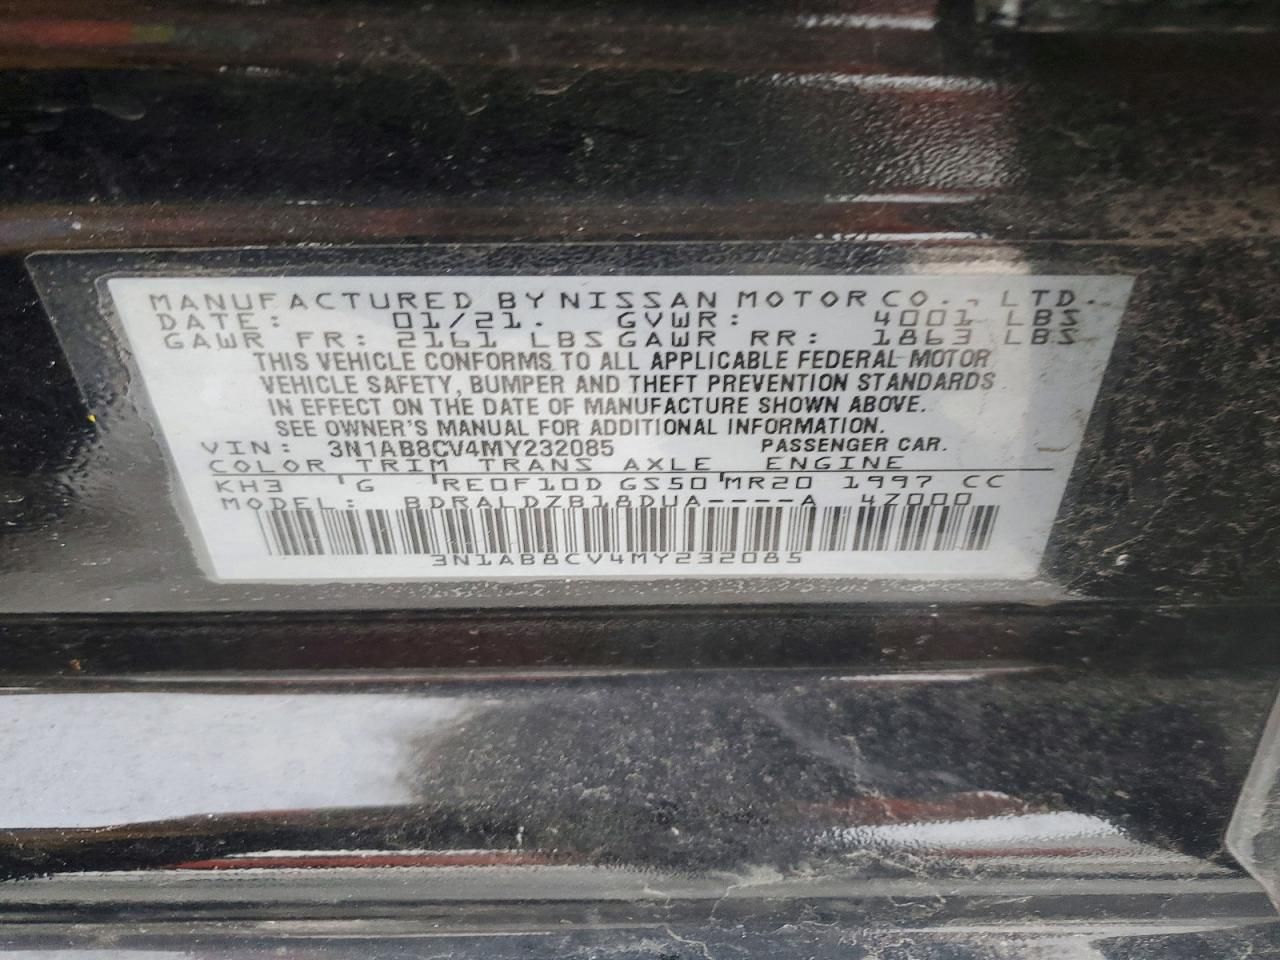 MANUFACTURED BY NISSAN MOTOR CO., LTD.
DATE: 01/21. GVWR: 4001 LBS
GAWR FR: 2161 LBS GAWR RR: 1863 LBS
THIS VEHICLE CONFORMS TO ALL APPLICABLE FEDERAL MOTOR
VEHICLE SAFETY, BUMPER AND THEFT PREVENTION STANDARDS
IN EFFECT ON THE DATE OF MANUFACTURE SHOWN ABOVE.
SEE OWNER'S MANUAL FOR ADDITIONAL INFORMATION.
VIN: 3N1AB8CV4MY232085 PASSENGER CAR.
COLOR TRIM TRANS AXLE ENGINE
KH3 'G 'RE0F10D GS50'MR20 1997 CC
MODEL: BDRALDZB18DUA----A 4Z000
3N1AB8CV4MY232085